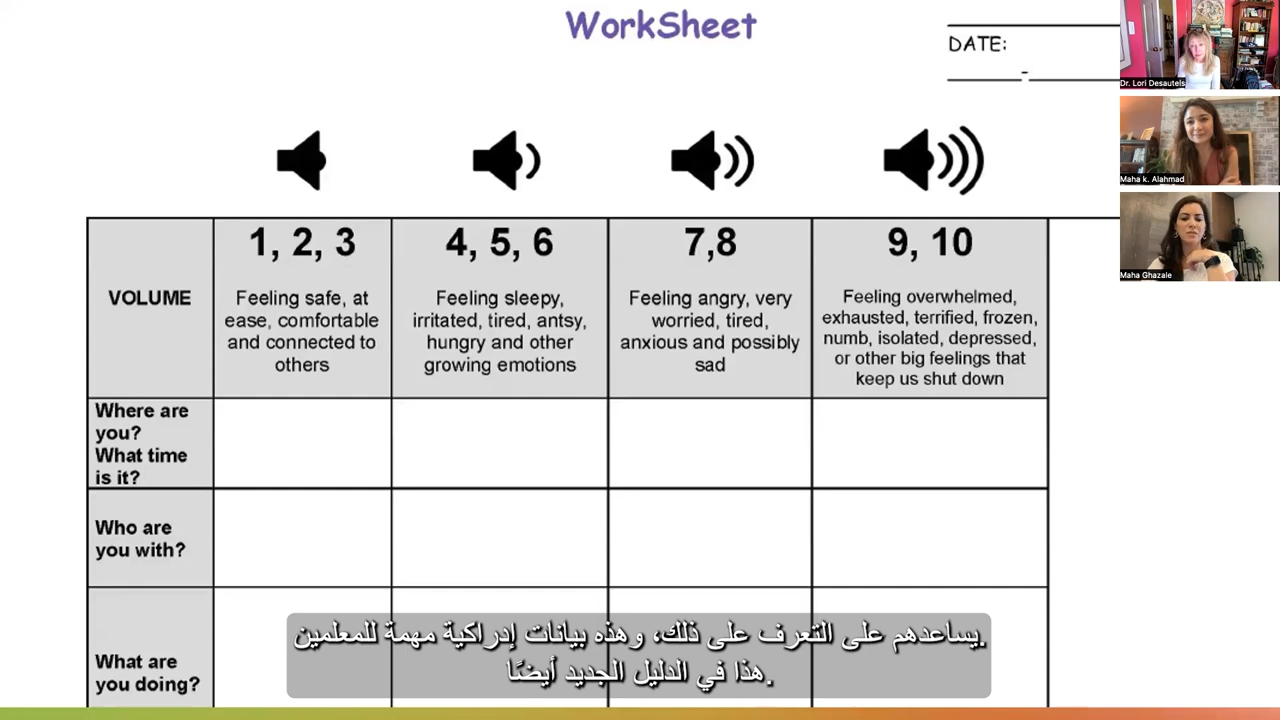 WorkSheet
DATE:
Dr. Lori Desautels
Maha k. Alahmad
Maha Ghazale
VOLUME
1, 2, 3
Feeling safe, at
ease, comfortable
and connected to
others
4, 5, 6
Feeling sleepy,
irritated, tired, antsy,
hungry and other
growing emotions
7,8
Feeling angry, very
worried, tired,
anxious and possibly
sad
9, 10
Feeling overwhelmed,
exhausted, terrified, frozen,
numb, isolated, depressed,
or other big feelings that
keep us shut down
Where are
you?
What time
is it?
Who are
you with?
What are
you doing?
يساعدهم على التعرف على ذلك، وهذه بيانات إدراكية مهمة للمعلمين.
هذا في الدليل الجديد أيضًا.